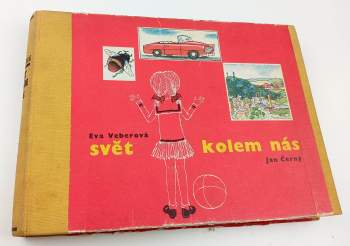 Eva Veberová
svět kolem nás
Jan Černý